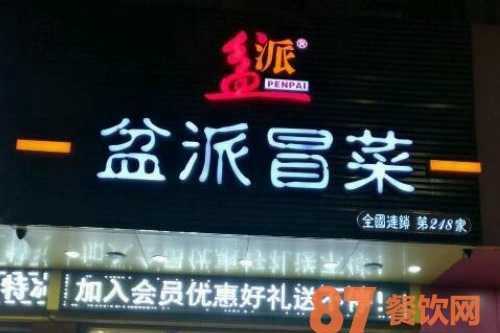 盆派®
PENPAI
盆派冒菜
全國連鎖 第218家
加入会员优惠好礼送不
87餐饮网